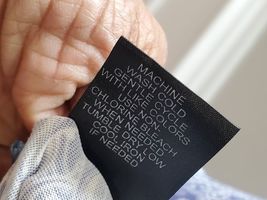 MACHINE
WASH COLD
GENTLE CYCLE
WITH LIKE COLORS
USE NON-
CHLORINE BLEACH
WHEN NEEDED
TUMBLE DRY LOW
COOL IRON
IF NEEDED